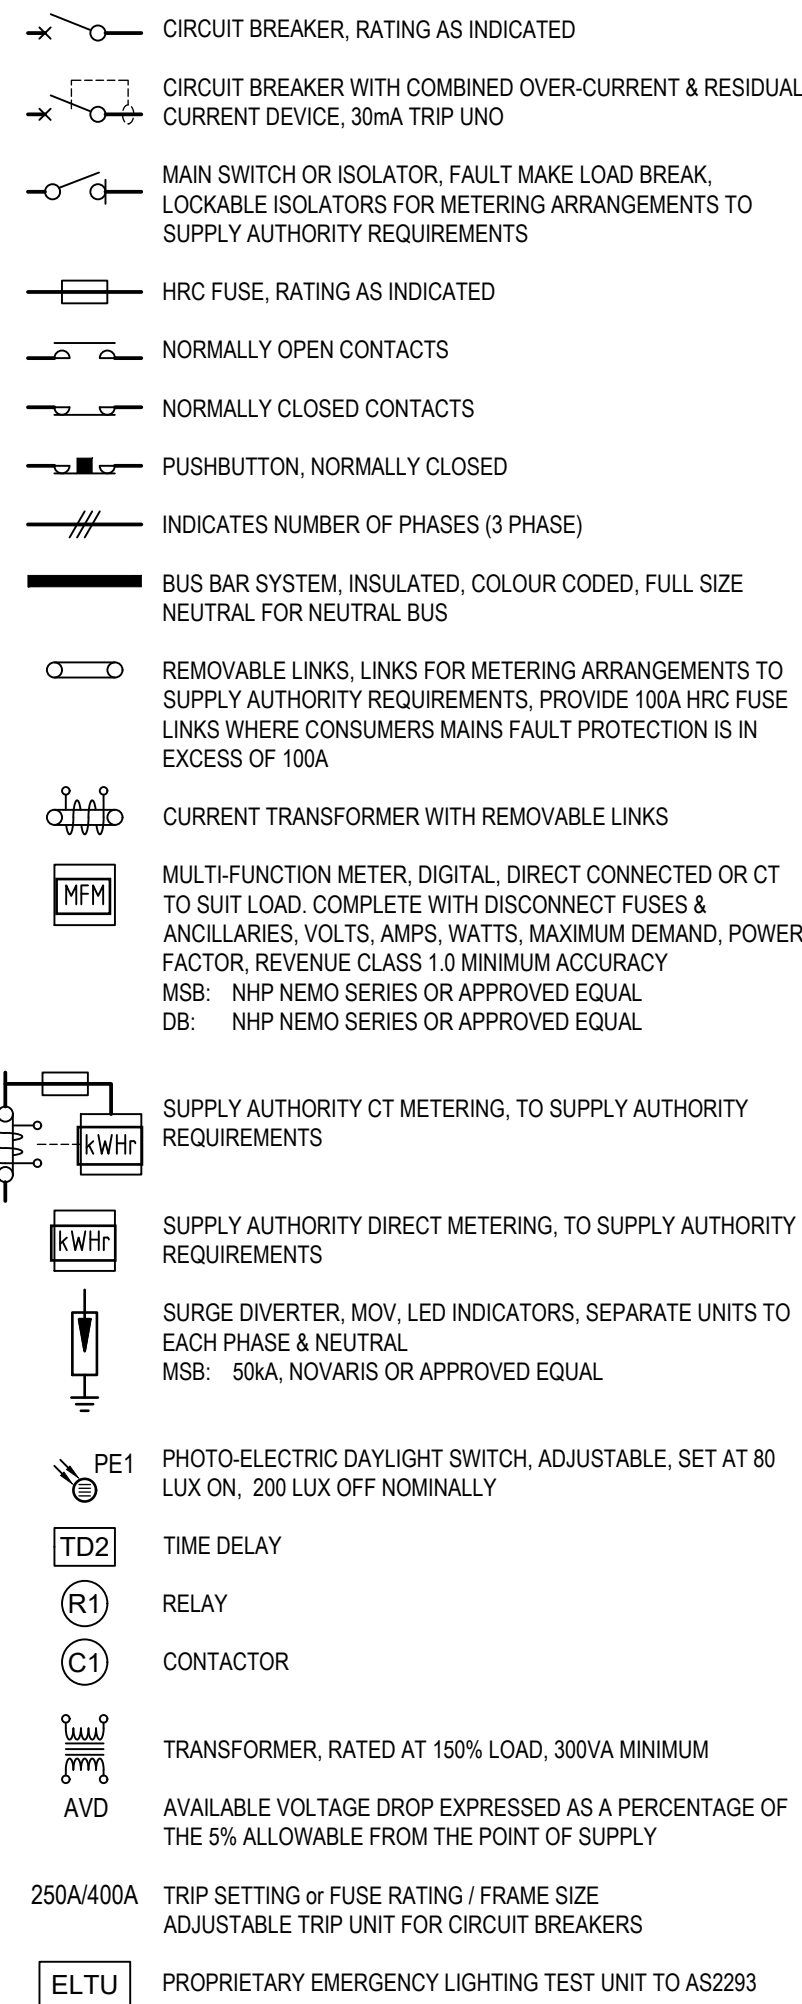 CIRCUIT BREAKER, RATING AS INDICATED
CIRCUIT BREAKER WITH COMBINED OVER-CURRENT & RESIDUAL
CURRENT DEVICE, 30mA TRIP UNO
MAIN SWITCH OR ISOLATOR, FAULT MAKE LOAD BREAK,
LOCKABLE ISOLATORS FOR METERING ARRANGEMENTS TO
SUPPLY AUTHORITY REQUIREMENTS
HRC FUSE, RATING AS INDICATED
NORMALLY OPEN CONTACTS
NORMALLY CLOSED CONTACTS
PUSHBUTTON, NORMALLY CLOSED
INDICATES NUMBER OF PHASES (3 PHASE)
BUS BAR SYSTEM, INSULATED, COLOUR CODED, FULL SIZE
NEUTRAL FOR NEUTRAL BUS
REMOVABLE LINKS, LINKS FOR METERING ARRANGEMENTS TO
SUPPLY AUTHORITY REQUIREMENTS, PROVIDE 100A HRC FUSE
LINKS WHERE CONSUMERS MAINS FAULT PROTECTION IS IN
EXCESS OF 100A
CURRENT TRANSFORMER WITH REMOVABLE LINKS
MFM
MULTI-FUNCTION METER, DIGITAL, DIRECT CONNECTED OR CT
TO SUIT LOAD. COMPLETE WITH DISCONNECT FUSES &
ANCILLARIES, VOLTS, AMPS, WATTS, MAXIMUM DEMAND, POWER
FACTOR, REVENUE CLASS 1.0 MINIMUM ACCURACY
MSB: NHP NEMO SERIES OR APPROVED EQUAL
DB: NHP NEMO SERIES OR APPROVED EQUAL
kWHr
SUPPLY AUTHORITY CT METERING, TO SUPPLY AUTHORITY
REQUIREMENTS
kWHr
SUPPLY AUTHORITY DIRECT METERING, TO SUPPLY AUTHORITY
REQUIREMENTS
SURGE DIVERTER, MOV, LED INDICATORS, SEPARATE UNITS TO
EACH PHASE & NEUTRAL
MSB: 50kA, NOVARIS OR APPROVED EQUAL
PE1
PHOTO-ELECTRIC DAYLIGHT SWITCH, ADJUSTABLE, SET AT 80
LUX ON, 200 LUX OFF NOMINALLY
TD2 TIME DELAY
R1 RELAY
C1 CONTACTOR
TRANSFORMER, RATED AT 150% LOAD, 300VA MINIMUM
AVD AVAILABLE VOLTAGE DROP EXPRESSED AS A PERCENTAGE OF
THE 5% ALLOWABLE FROM THE POINT OF SUPPLY
250A/400A TRIP SETTING or FUSE RATING / FRAME SIZE
ADJUSTABLE TRIP UNIT FOR CIRCUIT BREAKERS
ELTU PROPRIETARY EMERGENCY LIGHTING TEST UNIT TO AS2293